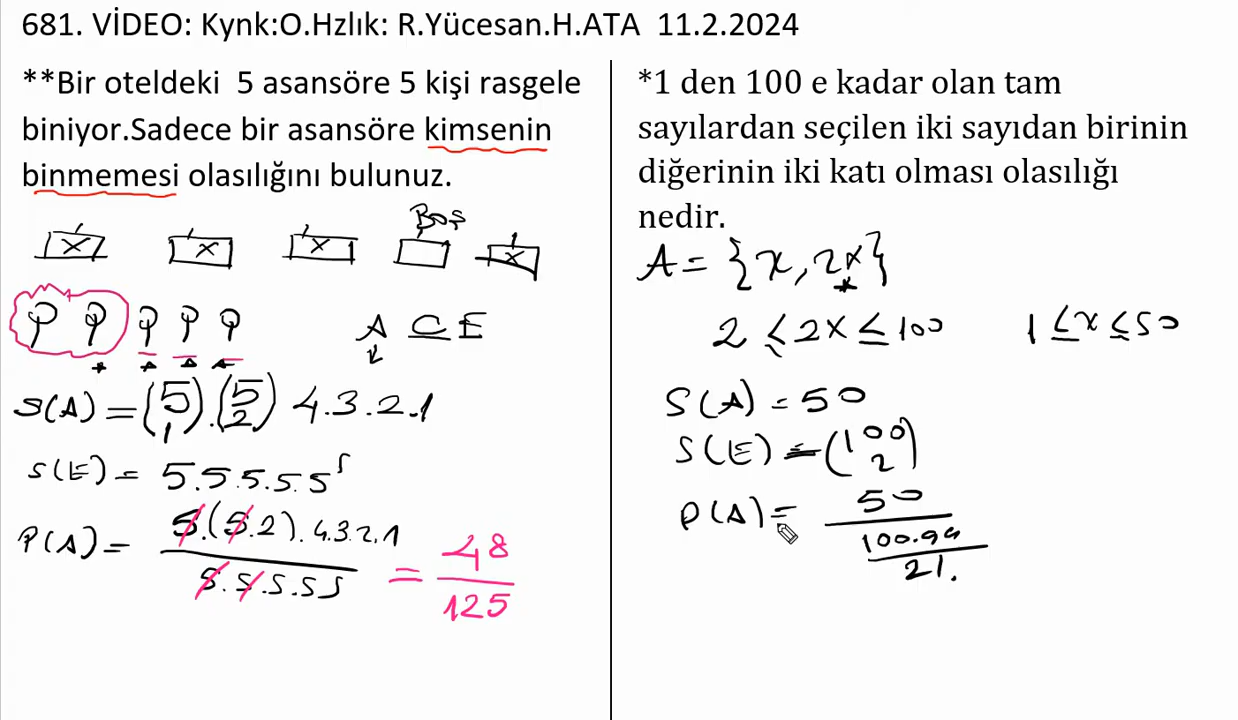 681. VİDEO: Kynk:O.Hzlık: R.Yücesan.H.ATA 11.2.2024
**Bir oteldeki 5 asansöre 5 kişi rasgele
biniyor.Sadece bir asansöre kimsenin
binmemesi olasılığını bulunuz.
BOŞ
X X X X
P P P P P
A C E
S(A) = (5 1).(5 2) 4.3.2.1
S(E) = 5.5.5.5.5
P(A) = 5.(5.2).4.3.2.1 / 5.5.5.5.5 = 48 / 125
*1 den 100 e kadar olan tam
sayılardan seçilen iki sayıdan birinin
diğerinin iki katı olması olasılığı
nedir.
A = {x, 2x}
2 ≤ 2x ≤ 100 1 ≤ x ≤ 50
S(A) = 50
S(E) = (100 2)
P(A) = 50 / 100.99 / 2!.